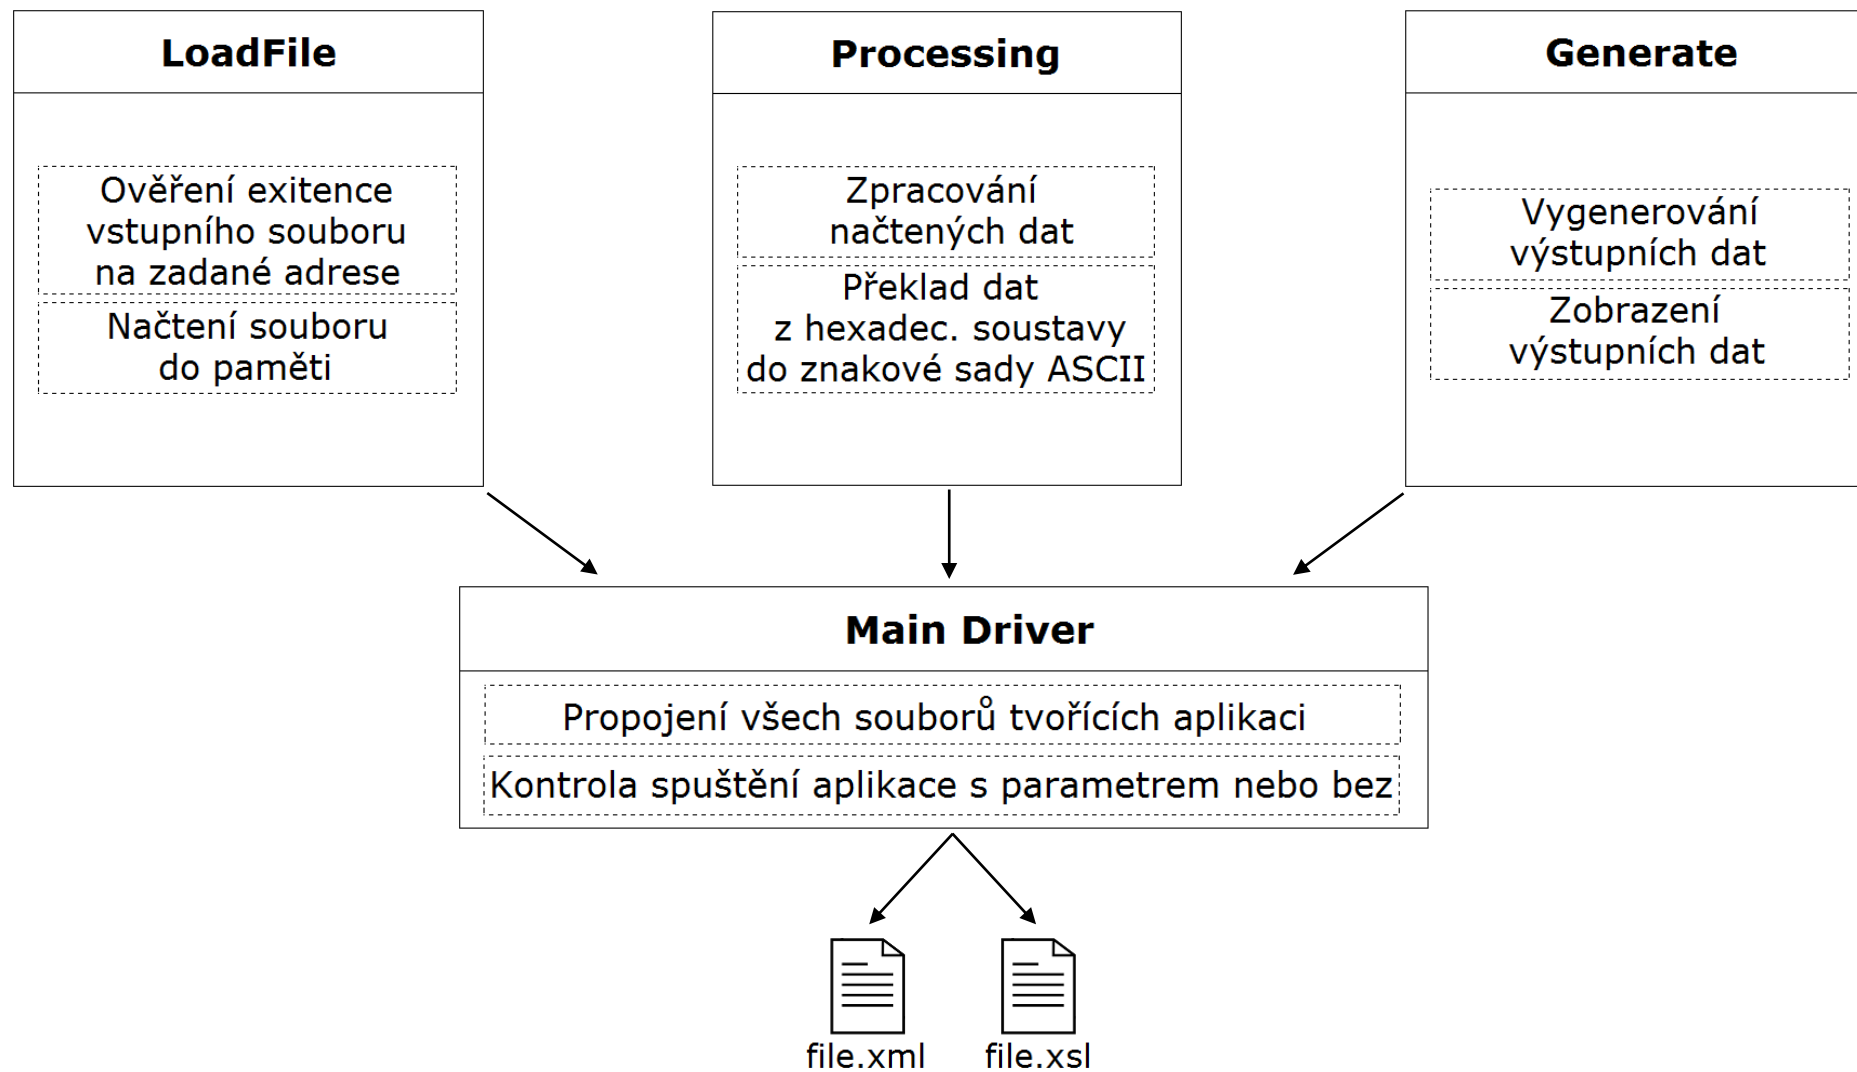 LoadFile
Ověření exitence
vstupního souboru
na zadané adrese
Načtení souboru
do paměti
Processing
Zpracování
načtených dat
Překlad dat
z hexadec. soustavy
do znakové sady ASCII
Generate
Vygenerování
výstupních dat
Zobrazení
výstupních dat
Main Driver
Propojení všech souborů tvořících aplikaci
Kontrola spuštění aplikace s parametrem nebo bez
file.xml
file.xsl